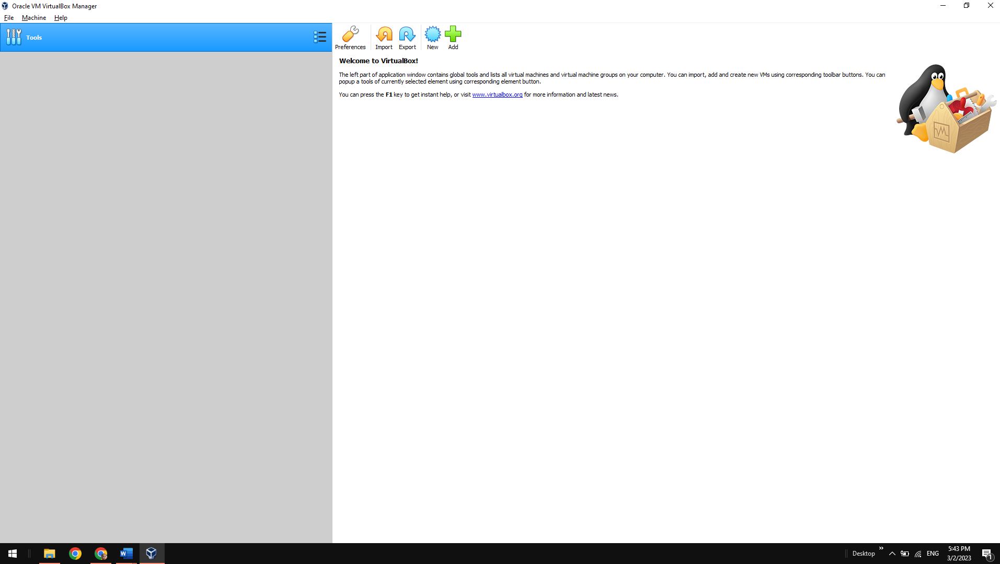 Oracle VM VirtualBox Manager
File Machine Help
Tools
Preferences Import Export New Add
Welcome to VirtualBox!
The left part of application window contains global tools and lists all virtual machines and virtual machine groups on your computer. You can import, add and create new VMs using corresponding toolbar buttons. You can
popup a tools of currently selected element using corresponding element button.
You can press the F1 key to get instant help, or visit www.virtualbox.org for more information and latest news.
Desktop » ENG
5:43 PM
3/2/2023
1